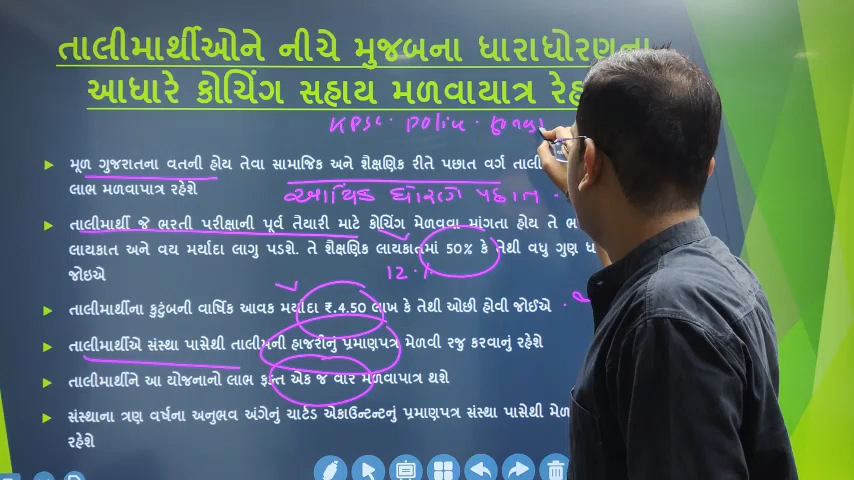 તાલીમાર્થીઓને નીચે મુજબના ધારાધોરણના
આધારે કોચિંગ સહાય મળવાપાત્ર
KPSC. police.
મૂળ ગુજરાતના વતની હોય તેવા સામાજિક અને શૈક્ષણિક રીતે પછાત વર્ગ
લાભ મળવાપાત્ર રહેશે
આર્થિક ધોરણે પછાત
તાલીમાર્થી જે ભરતી પરીક્ષાની પૂર્વ તૈયારી માટે કોચિંગ મેળવવા માંગતા હોય તે
લાયકાત અને વય મર્યાદા લાગુ પડશે. તે શૈક્ષણિક લાયકાતમાં 50% કે તેથી વધુ ગુણ
જોઇએ
12
તાલીમાર્થીના કુટુંબની વાર્ષિક આવક મર્યાદા ₹.4.50 લાખ કે તેથી ઓછી હોવી જોઈએ
તાલીમાર્થીએ સંસ્થા પાસેથી તાલીમની હાજરીનું પ્રમાણપત્ર મેળવી રજુ કરવાનું રહેશે
તાલીમાર્થીને આ યોજનાનો લાભ ફક્ત એક જ વાર મળવાપાત્ર થશે
સંસ્થાના ત્રણ વર્ષના અનુભવ અંગેનું ચાર્ટડ એકાઉન્ટન્ટનું પ્રમાણપત્ર સંસ્થા પાસેથી
રહેશે